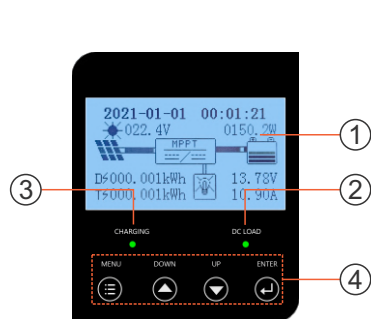 2021-01-01 00:01:21
022.4V 0150.2W
MPPT
D⚡000.001kWh 13.78V
T⚡000.001kWh 10.90A
CHARGING DC LOAD
MENU DOWN UP ENTER
1
2
3
4